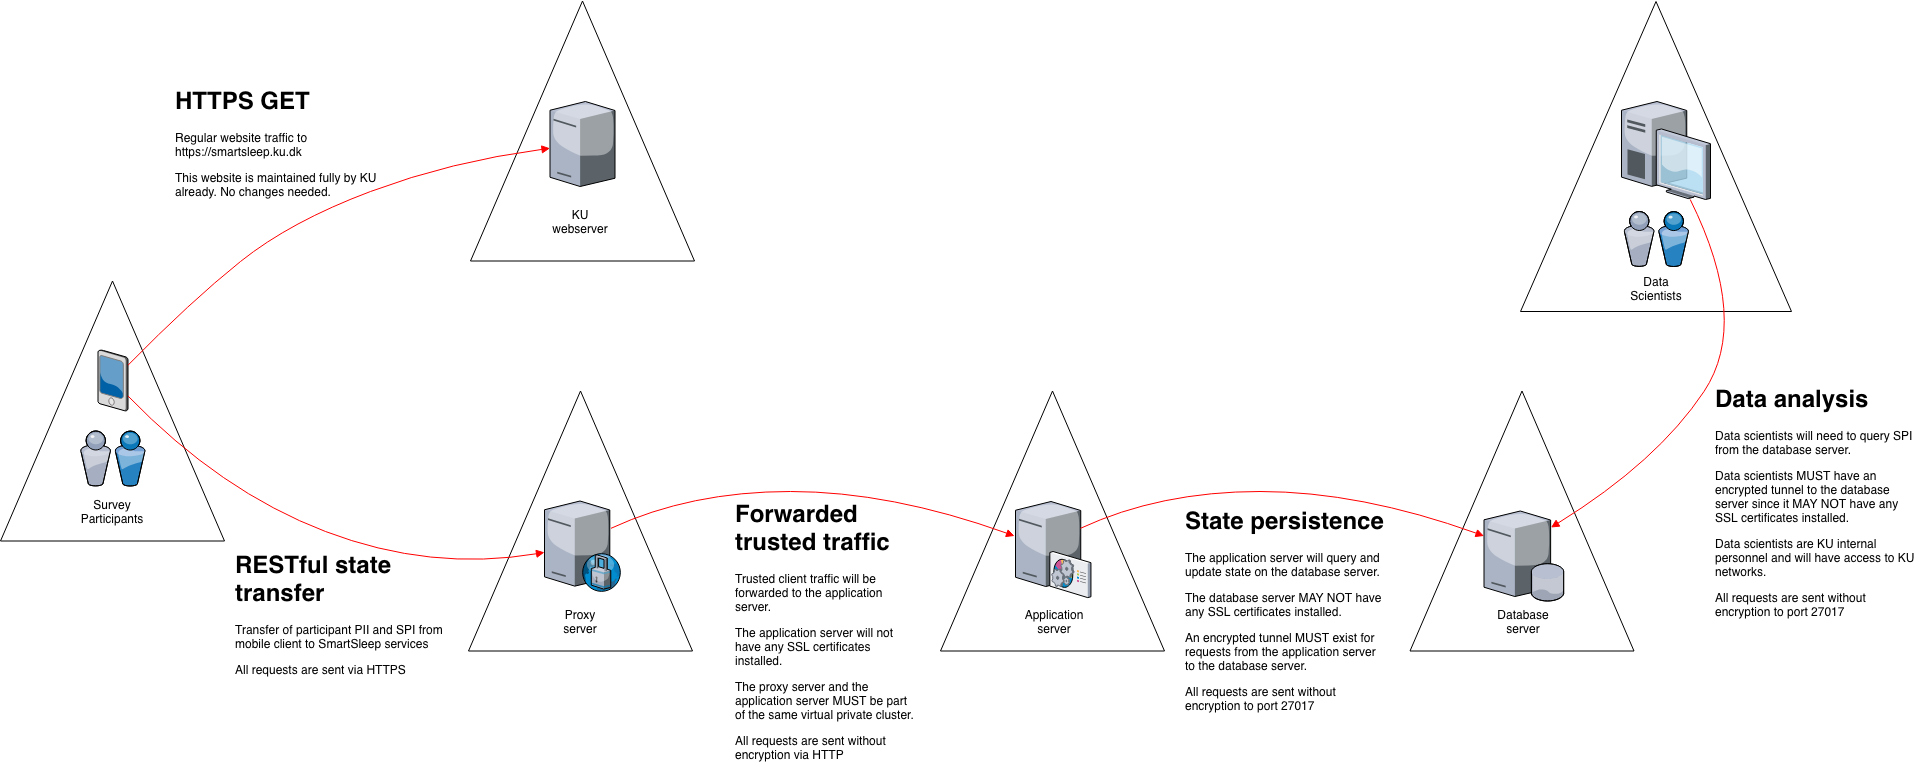 HTTPS GET
Regular website traffic to
https://smartsleep.ku.dk
This website is maintained fully by KU
already. No changes needed.
KU
webserver
Data
Scientists
Survey
Participants
RESTful state
transfer
Transfer of participant PII and SPI from
mobile client to SmartSleep services
All requests are sent via HTTPS
Proxy
server
Forwarded
trusted traffic
Trusted client traffic will be
forwarded to the application
server.
The application server will not
have any SSL certificates
installed.
The proxy server and the
application server MUST be part
of the same virtual private cluster.
All requests are sent without
encryption via HTTP
Application
server
State persistence
The application server will query and
update state on the database server.
The database server MAY NOT have
any SSL certificates installed.
An encrypted tunnel MUST exist for
requests from the application server
to the database server.
All requests are sent without
encryption to port 27017
Database
server
Data analysis
Data scientists will need to query SPI
from the database server.
Data scientists MUST have an
encrypted tunnel to the database
server since it MAY NOT have any
SSL certificates installed.
Data scientists are KU internal
personnel and will have access to KU
networks.
All requests are sent without
encryption to port 27017